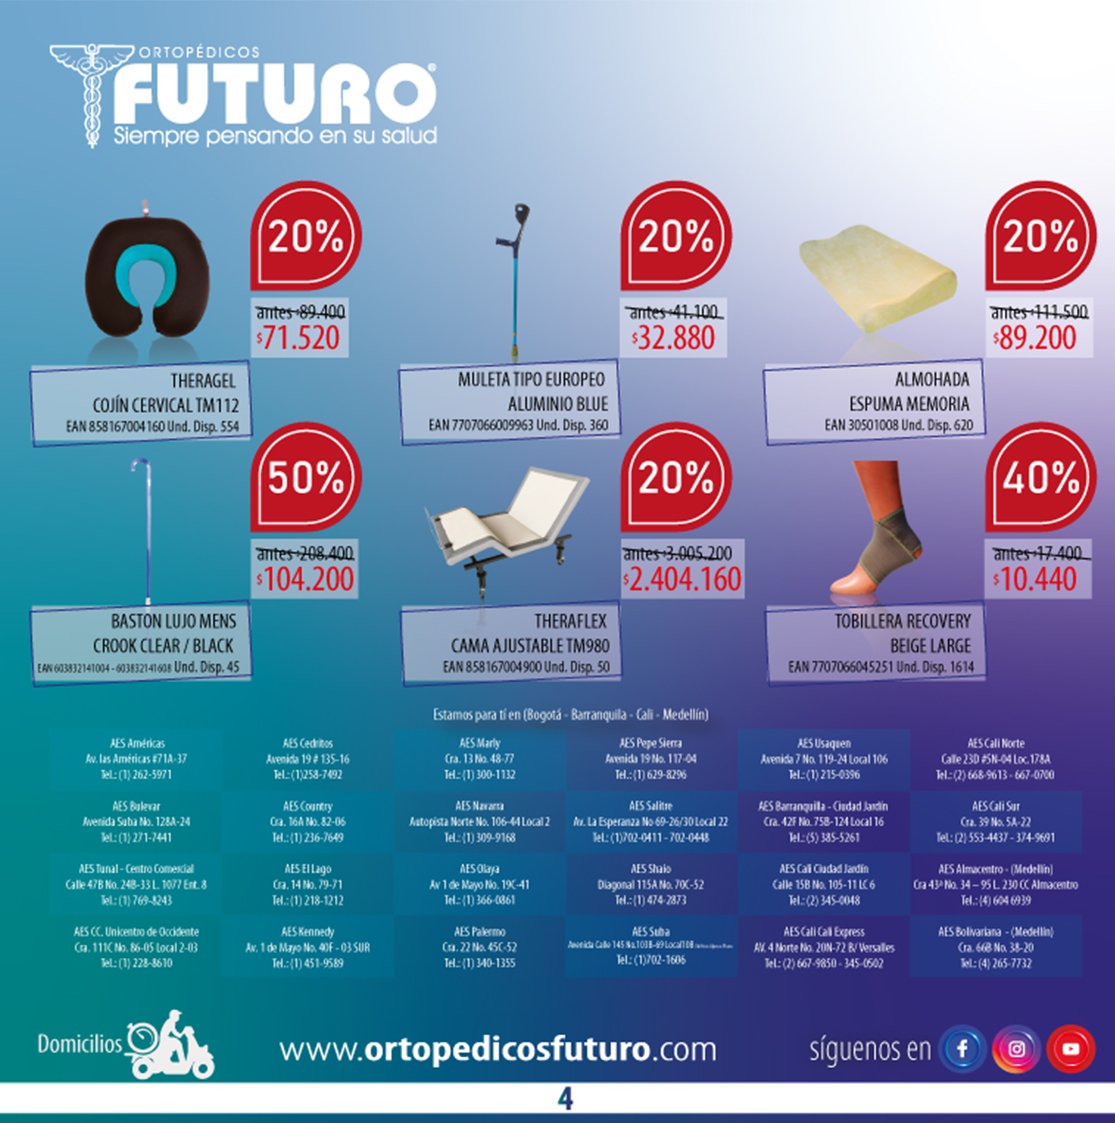 ORTOPÉDICOS
FUTURO®
Siempre pensando en su salud
20%
antes $89.400
$71.520
THERAGEL
COJÍN CERVICAL TM112
EAN 858167004160 Und. Disp. 554
20%
antes $41.100
$32.880
MULETA TIPO EUROPEO
ALUMINIO BLUE
EAN 7707066009963 Und. Disp. 360
20%
antes $111.500
$89.200
ALMOHADA
ESPUMA MEMORIA
EAN 30501008 Und. Disp. 620
50%
antes $208.400
$104.200
BASTON LUJO MENS
CROOK CLEAR / BLACK
EAN 603832141004 - 603832141608 Und. Disp. 45
20%
antes $3.005.200
$2.404.160
THERAFLEX
CAMA AJUSTABLE TM980
EAN 858167004900 Und. Disp. 50
40%
antes $17.400
$10.440
TOBILLERA RECOVERY
BEIGE LARGE
EAN 7707066045251 Und. Disp. 1614
Estamos para tí en (Bogotá - Barranquila - Cali - Medellín)
AES Américas
Av. las Américas #71A-37
Tel.: (1) 262-5971
AES Cedritos
Avenida 19 # 135-16
Tel.: (1)258-7492
AES Marly
Cra. 13 No. 48-77
Tel.: (1) 300-1132
AES Pepe Sierra
Avenida 19 No. 117-04
Tel.: (1) 629-8296
AES Usaquen
Avenida 7 No. 119-24 Local 106
Tel.: (1) 215-0396
AES Cali Norte
Calle 23D #5N-04 Loc.178A
Tel.: (2) 668-9613 - 667-0700
AES Bulevar
Avenida Suba No. 128A-24
Tel.: (1) 271-7441
AES Country
Cra. 16A No. 82-06
Tel.: (1) 236-7649
AES Navarra
Autopista Norte No. 106-44 Local 2
Tel.: (1) 309-9168
AES Salitre
Av. La Esperanza No 69-26/30 Local 22
Tel.: (1)702-0411 - 702-0448
AES Barranquilla - Ciudad Jardín
Cra. 42F No. 75B-124 Local 16
Tel.: (5) 385-5261
AES Cali Sur
Cra. 39 No. 5A-22
Tel.: (2) 553-4437 - 374-9691
AES Tunal - Centro Comercial
Calle 47B No. 24B-33 L. 1077 Ent. 8
Tel.: (1) 769-8243
AES El Lago
Cra. 14 No. 79-71
Tel.: (1) 218-1212
AES Olaya
Av 1 de Mayo No. 19C-41
Tel.: (1) 366-0861
AES Shaio
Diagonal 115A No. 70C-52
Tel.: (1) 474-2873
AES Cali Ciudad Jardín
Calle 15B No. 105-11 LC 6
Tel.: (2) 345-0048
AES Almacentro - (Medellín)
Cra 43ª No. 34 – 95 L. 230 CC Almacentro
Tel.: (4) 604 6939
AES CC. Unicentro de Occidente
Cra. 111C No. 86-05 Local 2-03
Tel.: (1) 228-8610
AES Kennedy
Av. 1 de Mayo No. 40F - 03 SUR
Tel.: (1) 451-9589
AES Palermo
Cra. 22 No. 45C-52
Tel.: (1) 340-1355
AES Suba
Avenida Calle 145 No.103B-69 Local10B
Tel.: (1)702-1606
AES Cali Cali Express
AV. 4 Norte No. 20N-72 B/ Versalles
Tel.: (2) 667-9850 - 345-0502
AES Bolivariana - (Medellín)
Cra. 66B No. 38-20
Tel.: (4) 265-7732
Domicilios
www.ortopedicosfuturo.com
síguenos en
4